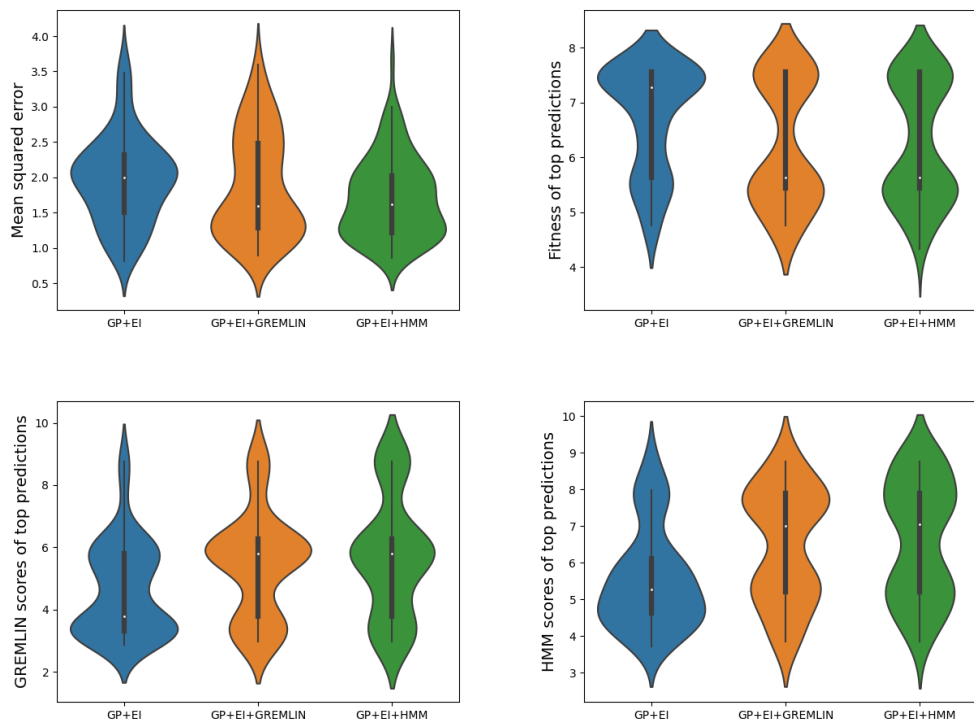 Mean squared error
4.0
3.5
3.0
2.5
2.0
1.5
1.0
0.5
GP+EI
GP+EI+GREMLIN
GP+EI+HMM
Fitness of top predictions
8
7
6
5
4
GP+EI
GP+EI+GREMLIN
GP+EI+HMM
GREMLIN scores of top predictions
10
8
6
4
2
GP+EI
GP+EI+GREMLIN
GP+EI+HMM
HMM scores of top predictions
10
9
8
7
6
5
4
3
GP+EI
GP+EI+GREMLIN
GP+EI+HMM